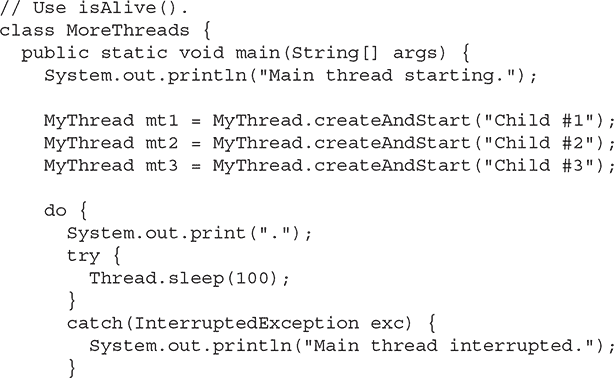 // Use isAlive().
class MoreThreads {
  public static void main(String[] args) {
    System.out.println("Main thread starting.");

    MyThread mt1 = MyThread.createAndStart("Child #1");
    MyThread mt2 = MyThread.createAndStart("Child #2");
    MyThread mt3 = MyThread.createAndStart("Child #3");

    do {
      System.out.print(".");
      try {
        Thread.sleep(100);
      }
      catch(InterruptedException exc) {
        System.out.println("Main thread interrupted.");
      }